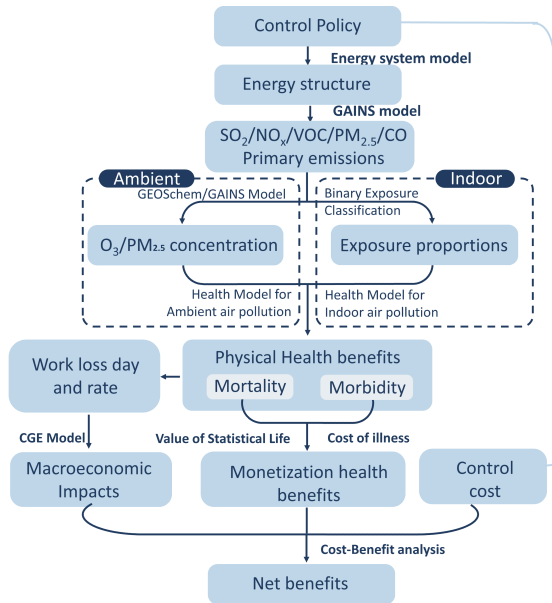 Control Policy
Energy system model
Energy structure
GAINS model
SO₂/NOₓ/VOC/PM₂.₅/CO
Primary emissions
Ambient
Indoor
GEOSchem/GAINS Model
Binary Exposure
Classification
O₃/PM₂.₅ concentration
Exposure proportions
Health Model for
Ambient air pollution
Health Model for
Indoor air pollution
Work loss day
and rate
Physical Health benefits
Mortality
Morbidity
CGE Model
Value of Statistical Life
Cost of illness
Macroeconomic
Impacts
Monetization health
benefits
Control
cost
Cost-Benefit analysis
Net benefits